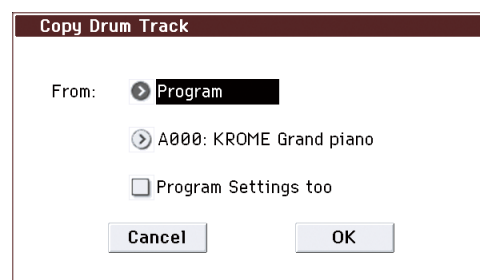 Copy Drum Track
From: Program
A000: KROME Grand piano
Program Settings too
Cancel OK